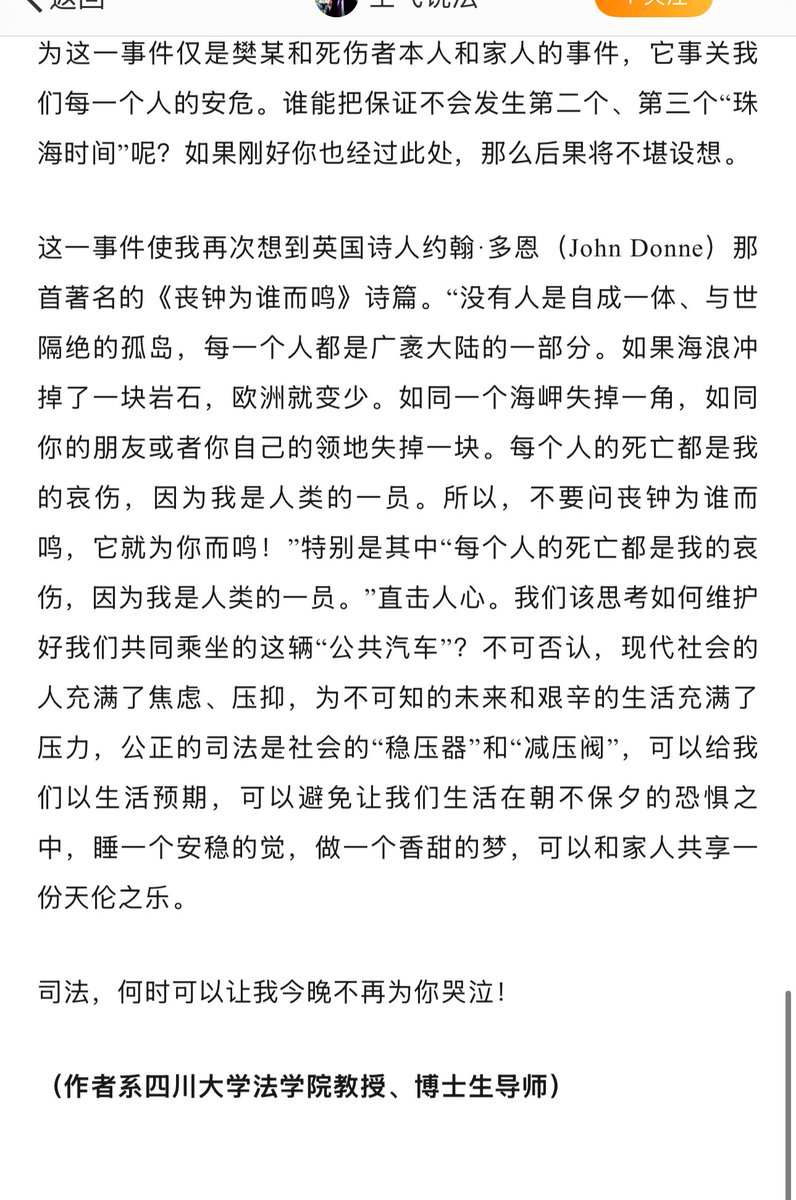 返回
为这一事件仅是樊某和死伤者本人和家人的事件，它事关我
们每一个人的安危。谁能把保证不会发生第二个、第三个“珠
海时间”呢？如果刚好你也经过此处，那么后果将不堪设想。
这一事件使我再次想到英国诗人约翰·多恩（John Donne）那
首著名的《丧钟为谁而鸣》诗篇。“没有人是自成一体、与世
隔绝的孤岛，每一个人都是广袤大陆的一部分。如果海浪冲
掉了一块岩石，欧洲就变少。如同一个海岬失掉一角，如同
你的朋友或者你自己的领地失掉一块。每个人的死亡都是我
的哀伤，因为我是人类的一员。所以，不要问丧钟为谁而
鸣，它就为你而鸣！”特别是其中“每个人的死亡都是我的哀
伤，因为我是人类的一员。”直击人心。我们该思考如何维护
好我们共同乘坐的这辆“公共汽车”？不可否认，现代社会的
人充满了焦虑、压抑，为不可知的未来和艰辛的生活充满了
压力，公正的司法是社会的“稳压器”和“减压阀”，可以给我
们以生活预期，可以避免让我们生活在朝不保夕的恐惧之
中，睡一个安稳的觉，做一个香甜的梦，可以和家人共享一
份天伦之乐。
司法，何时可以让我今晚不再为你哭泣！
（作者系四川大学法学院教授、博士生导师）